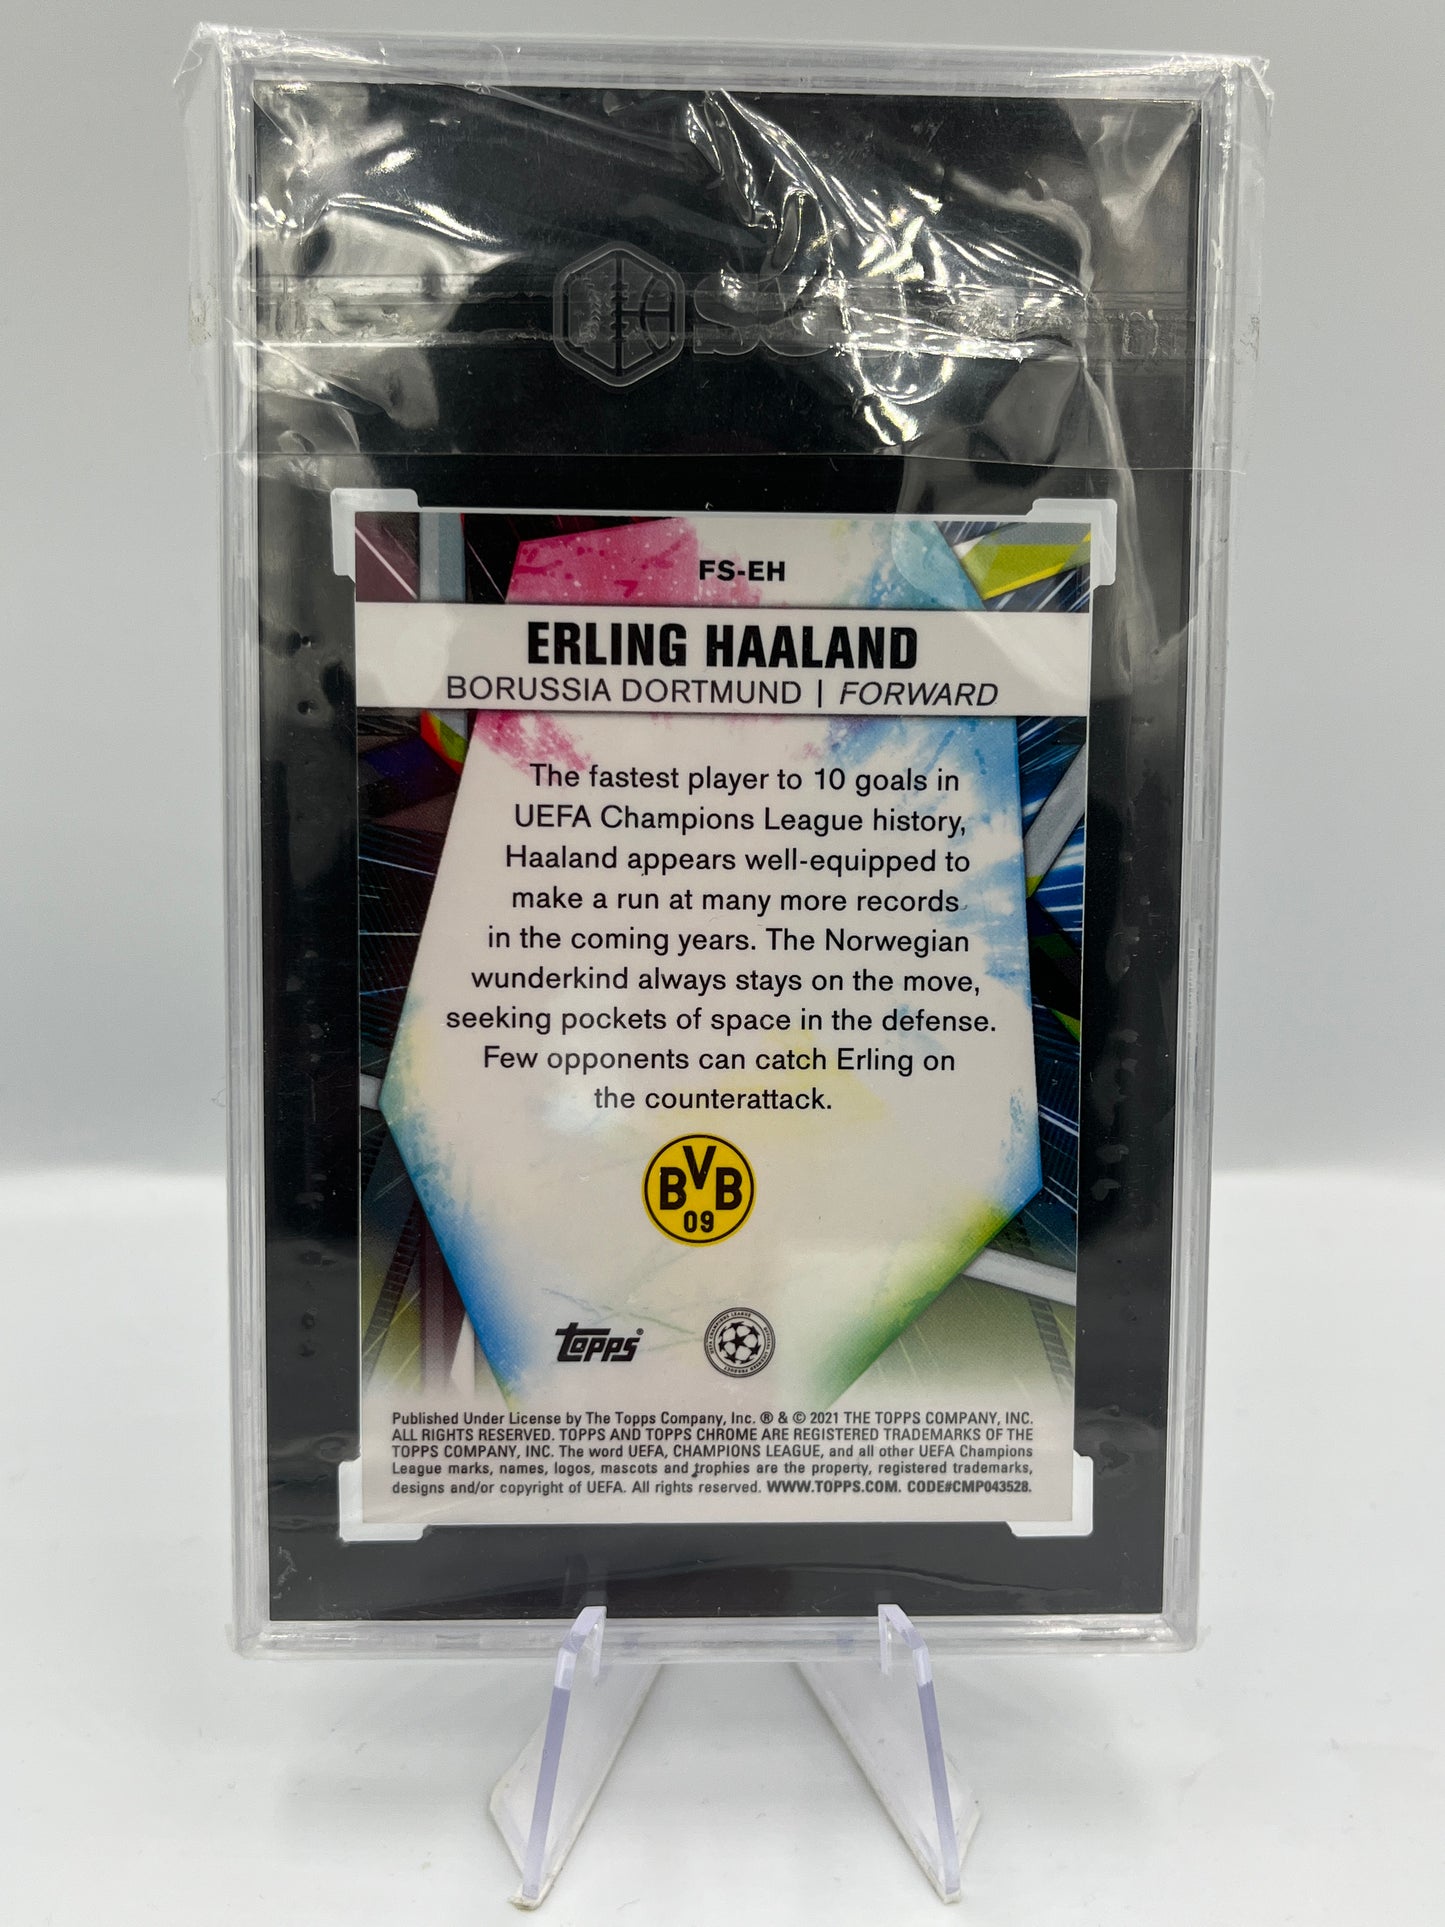 SGC
FS-EH
ERLING HAALAND
BORUSSIA DORTMUND | FORWARD
The fastest player to 10 goals in
UEFA Champions League history,
Haaland appears well-equipped to
make a run at many more records
in the coming years. The Norwegian
wunderkind always stays on the move,
seeking pockets of space in the defense.
Few opponents can catch Erling on
the counterattack.
BVB
09
TOPPS®
Published Under License by The Topps Company, Inc. ® & © 2021 THE TOPPS COMPANY, INC.
ALL RIGHTS RESERVED. TOPPS AND TOPPS CHROME ARE REGISTERED TRADEMARKS OF THE
TOPPS COMPANY, INC. The word UEFA, CHAMPIONS LEAGUE, and all other UEFA Champions
League marks, names, logos, mascots and trophies are the property, registered trademarks,
designs and/or copyright of UEFA. All rights reserved. WWW.TOPPS.COM. CODE#CMP043528.